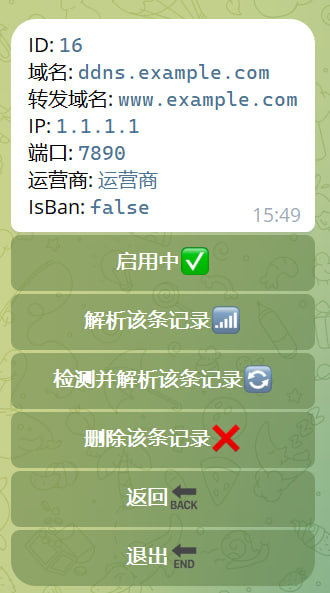 ID: 16
域名: ddns.example.com
转发域名: www.example.com
IP: 1.1.1.1
端口: 7890
运营商: 运营商
IsBan: false
15:49
启用中✅
解析该条记录📶
检测并解析该条记录🔄
删除该条记录❌
返回🔙
退出🔚